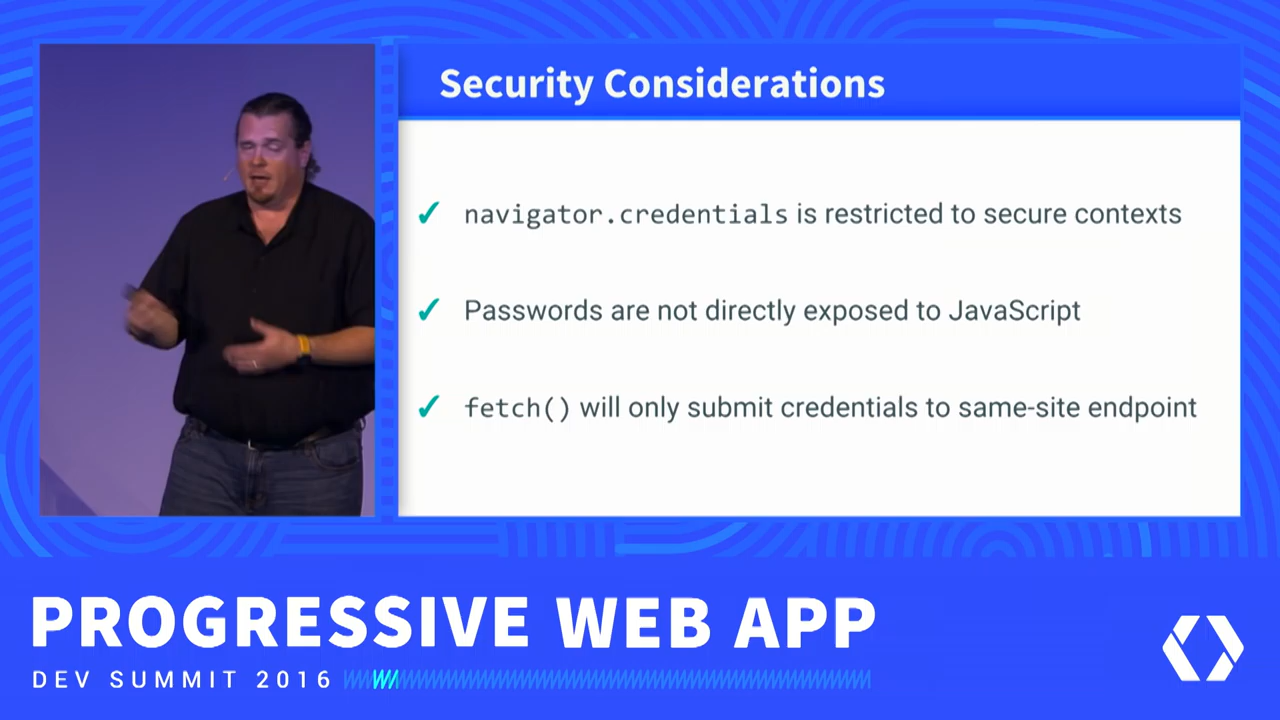 Security Considerations
✓ navigator.credentials is restricted to secure contexts
✓ Passwords are not directly exposed to JavaScript
✓ fetch() will only submit credentials to same-site endpoint
PROGRESSIVE WEB APP
DEV SUMMIT 2016